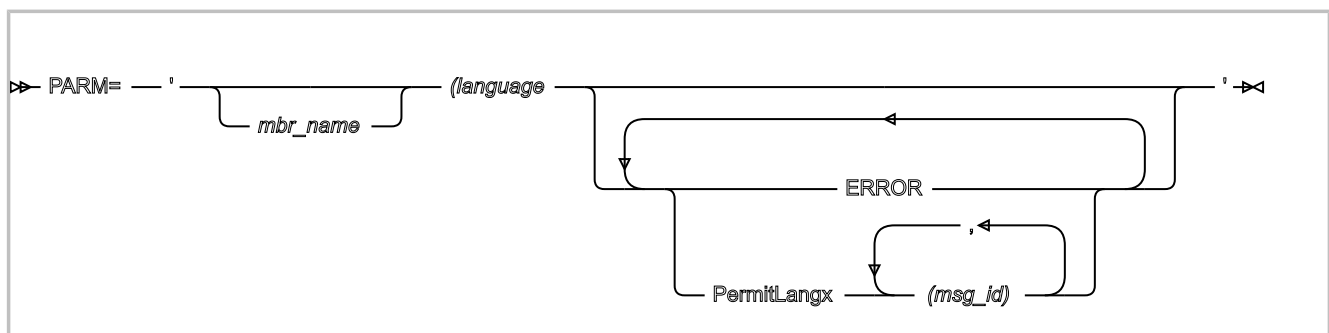 PARM= ' (language '
mbr_name
ERROR
,
PermitLangx (msg_id)